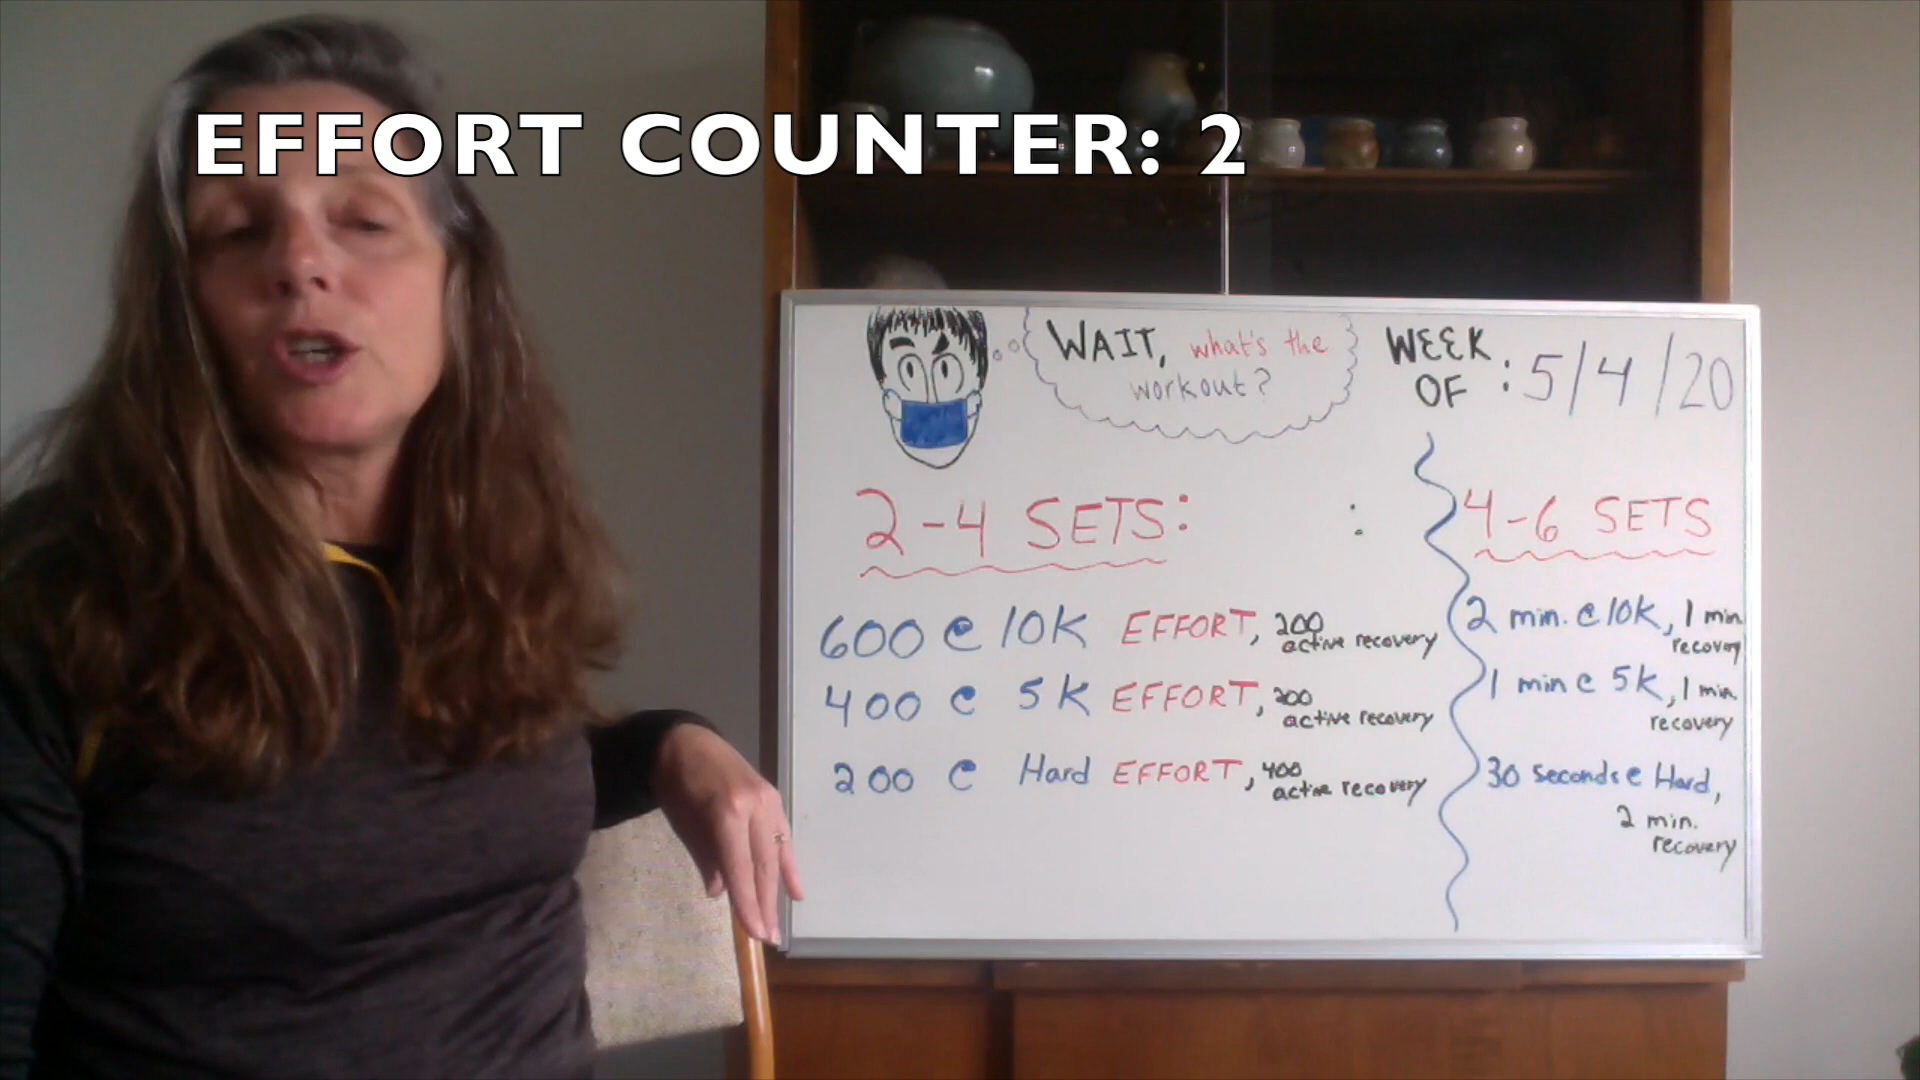 EFFORT COUNTER: 2
WAIT, what's the
workout?
WEEK
OF : 5/4/20
2-4 SETS:
:
600 @ 10K EFFORT, 200
active recovery
400 @ 5K EFFORT, 200
active recovery
200 @ Hard EFFORT, 400
active recovery
4-6 SETS
2 min. @ 10K, 1 min
recovery
1 min @ 5K, 1 min.
recovery
30 seconds @ Hard,
2 min.
recovery